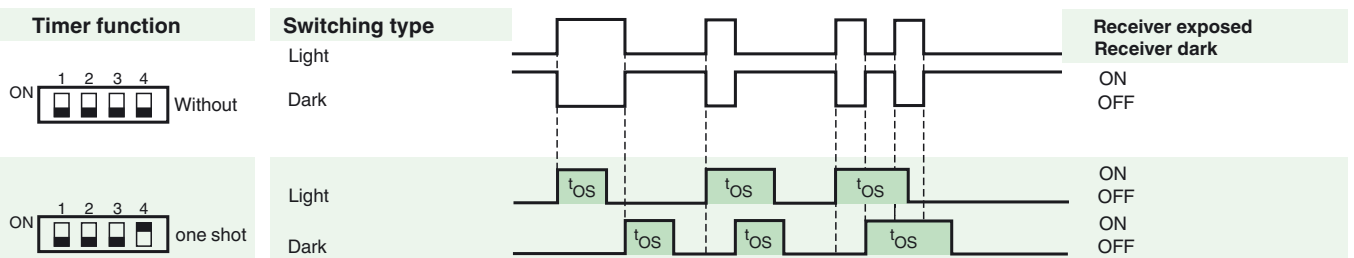 Timer function
Switching type
Receiver exposed
Receiver dark
Light
ON
1 2 3 4
ON
Without
Dark
OFF
ON
Light
tOS
tOS
tOS
OFF
1 2 3 4
ON
one shot
ON
Dark
tOS
tOS
tOS
OFF